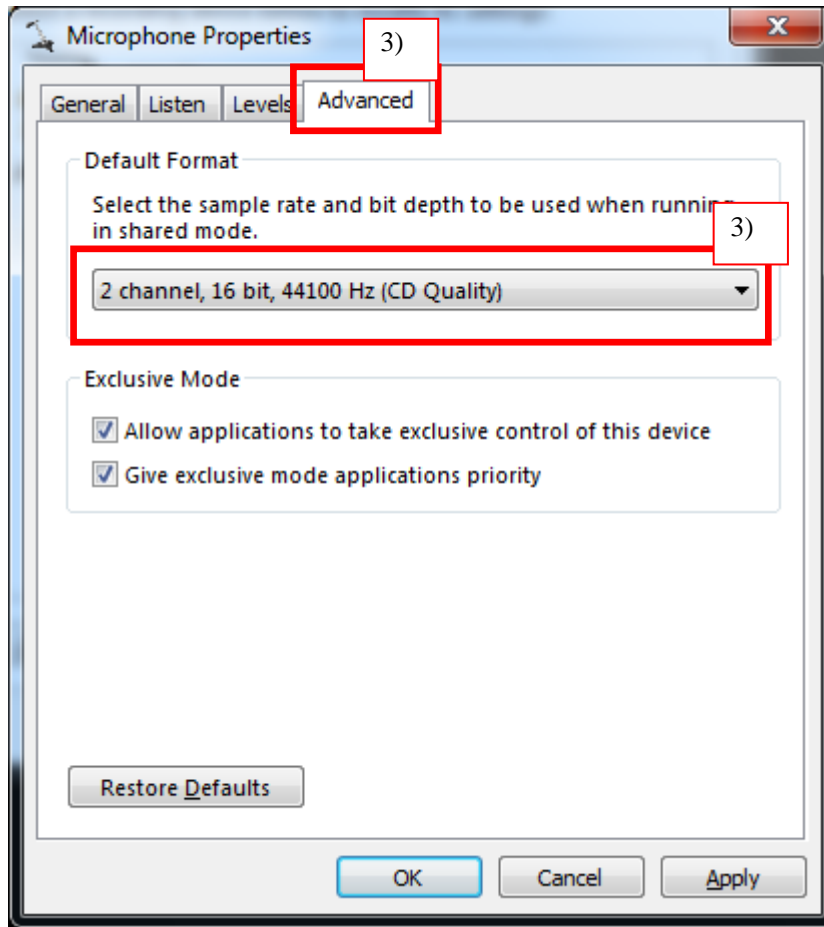 Microphone Properties
3)
General Listen Levels Advanced
Default Format
Select the sample rate and bit depth to be used when running
in shared mode.
3)
2 channel, 16 bit, 44100 Hz (CD Quality)
Exclusive Mode
Allow applications to take exclusive control of this device
Give exclusive mode applications priority
Restore Defaults
OK Cancel Apply